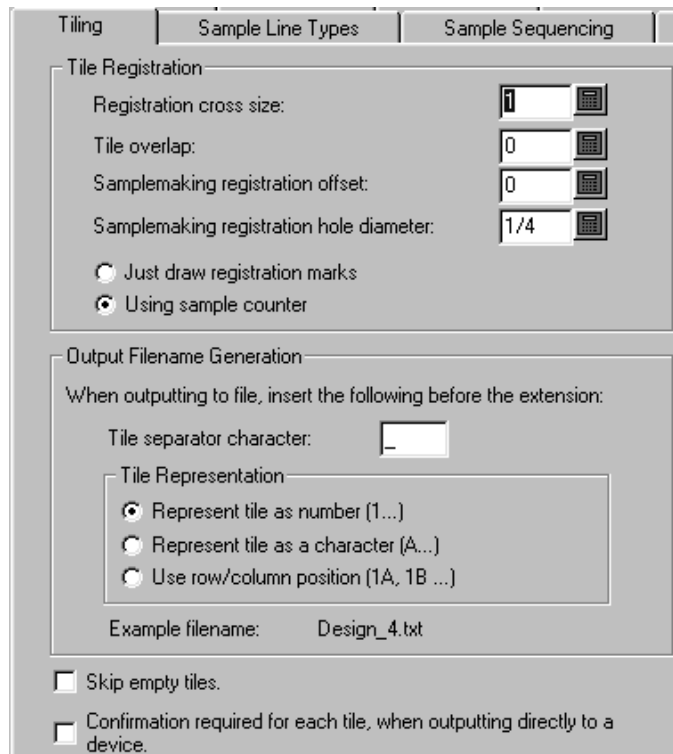 Tiling
Sample Line Types
Sample Sequencing
Tile Registration
Registration cross size: 1
Tile overlap: 0
Samplemaking registration offset: 0
Samplemaking registration hole diameter: 1/4
Just draw registration marks
Using sample counter
Output Filename Generation
When outputting to file, insert the following before the extension:
Tile separator character: _
Tile Representation
Represent tile as number (1...)
Represent tile as a character (A...)
Use row/column position (1A, 1B ...)
Example filename: Design_4.txt
Skip empty tiles.
Confirmation required for each tile, when outputting directly to a
device.